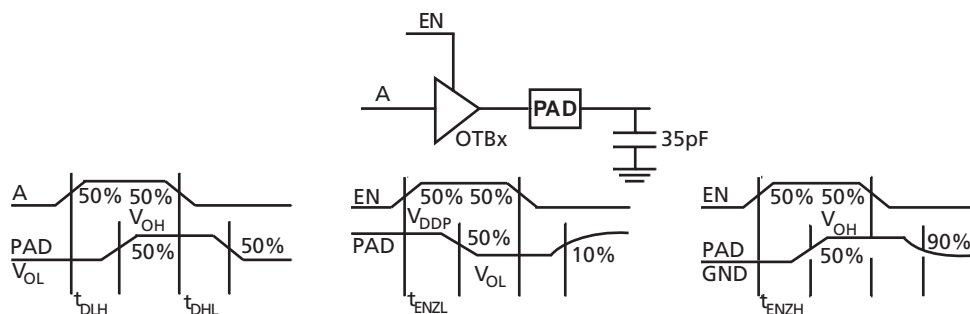 EN
A
OTBx
PAD
35pF
A
50% 50%
V_OH
PAD
50%
50%
V_OL
t_DLH
t_DHL
EN
50% 50%
V_DDP
PAD
50%
V_OL
10%
t_ENZL
EN
50% 50%
V_OH
PAD
50%
90%
GND
t_ENZH